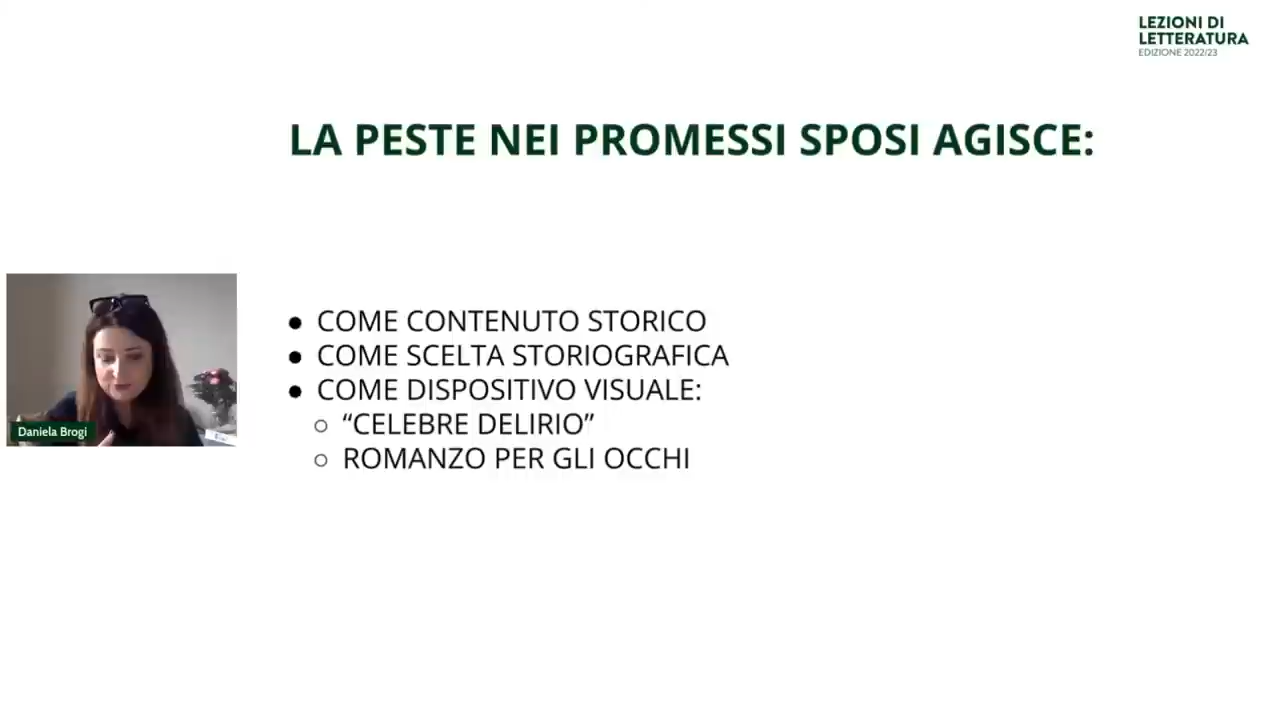 LEZIONI DI
LETTERATURA
EDIZIONE 2022/23
LA PESTE NEI PROMESSI SPOSI AGISCE:
● COME CONTENUTO STORICO
● COME SCELTA STORIOGRAFICA
● COME DISPOSITIVO VISUALE:
○ “CELEBRE DELIRIO”
○ ROMANZO PER GLI OCCHI
Daniela Brogi